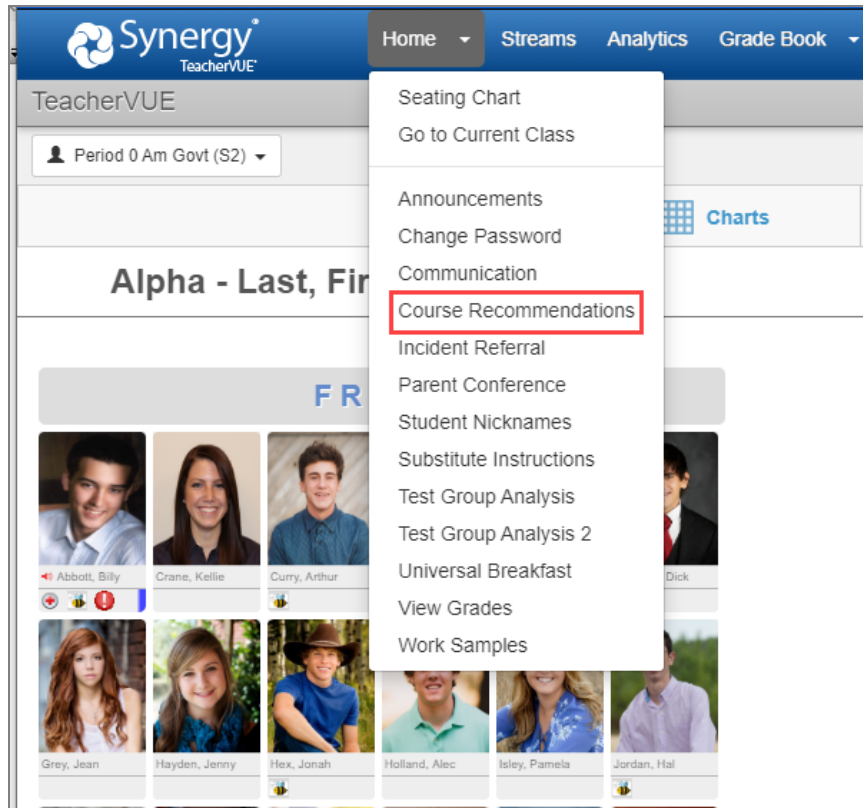 Synergy
TeacherVUE
Home Streams Analytics Grade Book
TeacherVUE
Period 0 Am Govt (S2)
Seating Chart
Go to Current Class
Announcements
Change Password
Communication
Course Recommendations
Incident Referral
Parent Conference
Student Nicknames
Substitute Instructions
Test Group Analysis
Test Group Analysis 2
Universal Breakfast
View Grades
Work Samples
Charts
Alpha - Last, Fir
F R
Abbott, Billy Crane, Kellie Curry, Arthur Dick
Grey, Jean Hayden, Jenny Hex, Jonah Holland, Alec Isley, Pamela Jordan, Hal